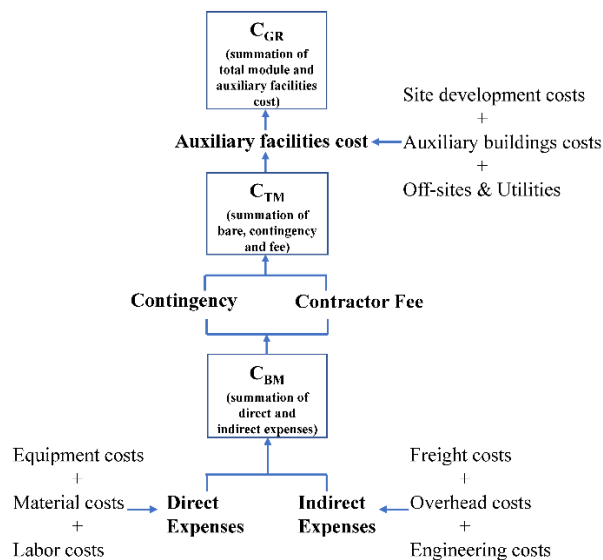 C_GR
(summation of
total module and
auxiliary facilities
cost)
Site development costs
+
Auxiliary facilities cost
Auxiliary buildings costs
+
Off-sites & Utilities
C_TM
(summation of
bare, contingency
and fee)
Contingency
Contractor Fee
C_BM
(summation of
direct and
indirect expenses)
Equipment costs
+
Material costs
+
Labor costs
Direct
Expenses
Indirect
Expenses
Freight costs
+
Overhead costs
+
Engineering costs